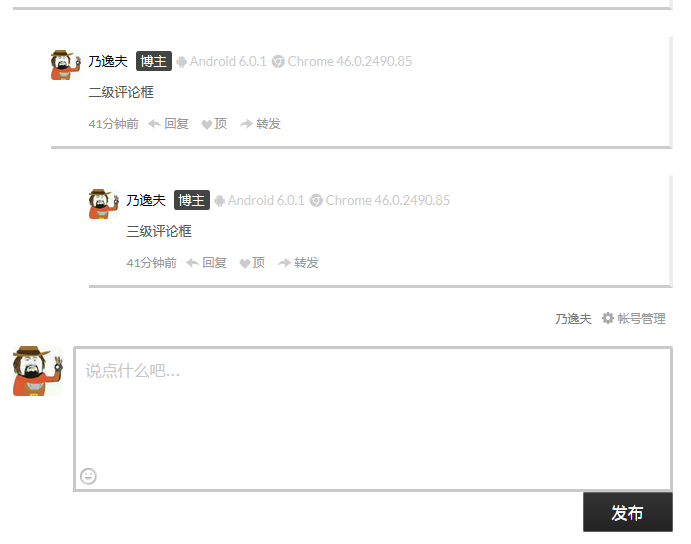 乃逸夫 博主 Android 6.0.1 Chrome 46.0.2490.85
二级评论框
41分钟前 回复 顶 转发
乃逸夫 博主 Android 6.0.1 Chrome 46.0.2490.85
三级评论框
41分钟前 回复 顶 转发
乃逸夫 帐号管理
说点什么吧...
发布